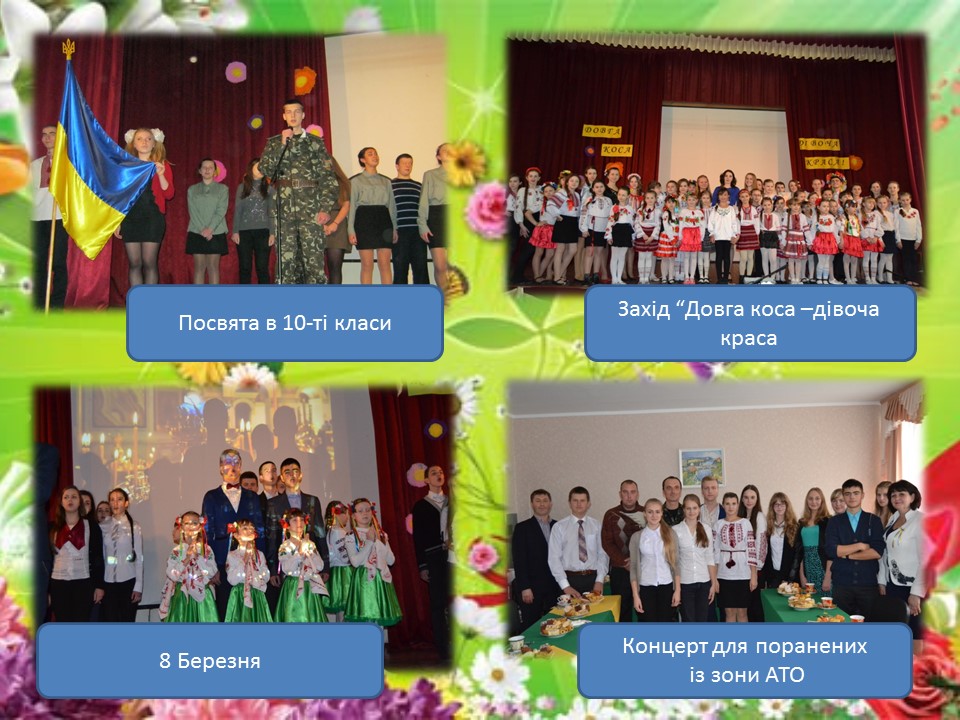 ДОВГА
КОСА
ДІВОЧА
КРАСА!
Посвята в 10-ті класи
Захід “Довга коса –дівоча
краса
8 Березня
Концерт для поранених
із зони АТО